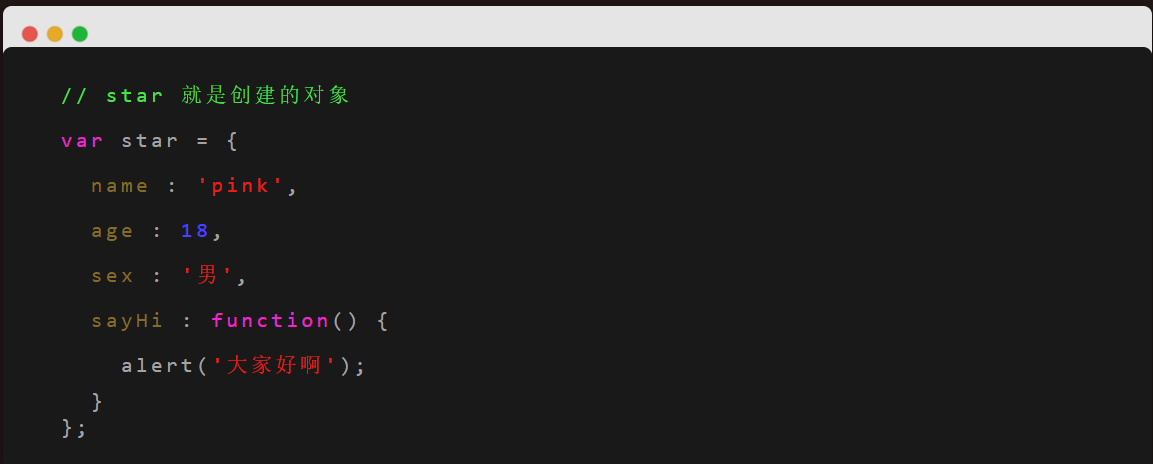 // star 就是创建的对象
var star = {
  name : 'pink',
  age : 18,
  sex : '男',
  sayHi : function() {
    alert('大家好啊');
  }
};